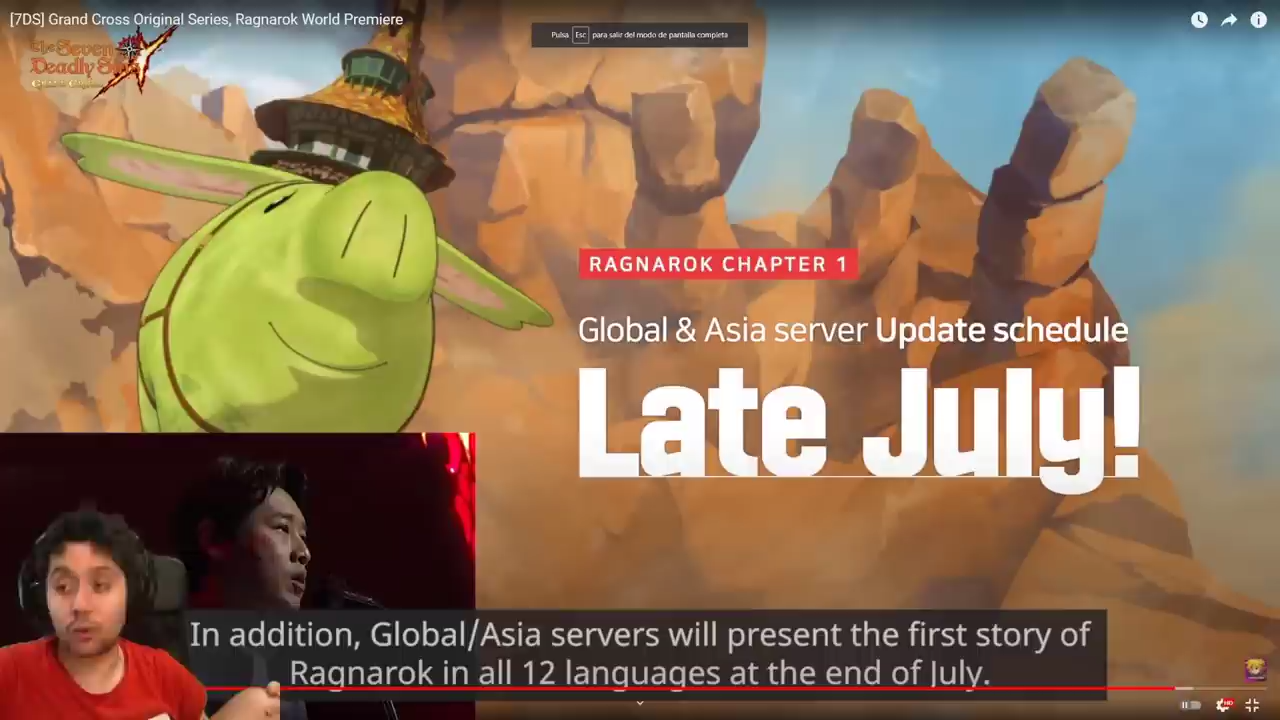 [7DS] Grand Cross Original Series, Ragnarok World Premiere
Pulsa Esc para salir del modo de pantalla completa
The Seven
Deadly Sins
RAGNAROK CHAPTER 1
Global & Asia server Update schedule
Late July!
In addition, Global/Asia servers will present the first story of
Ragnarok in all 12 languages at the end of July.
HD